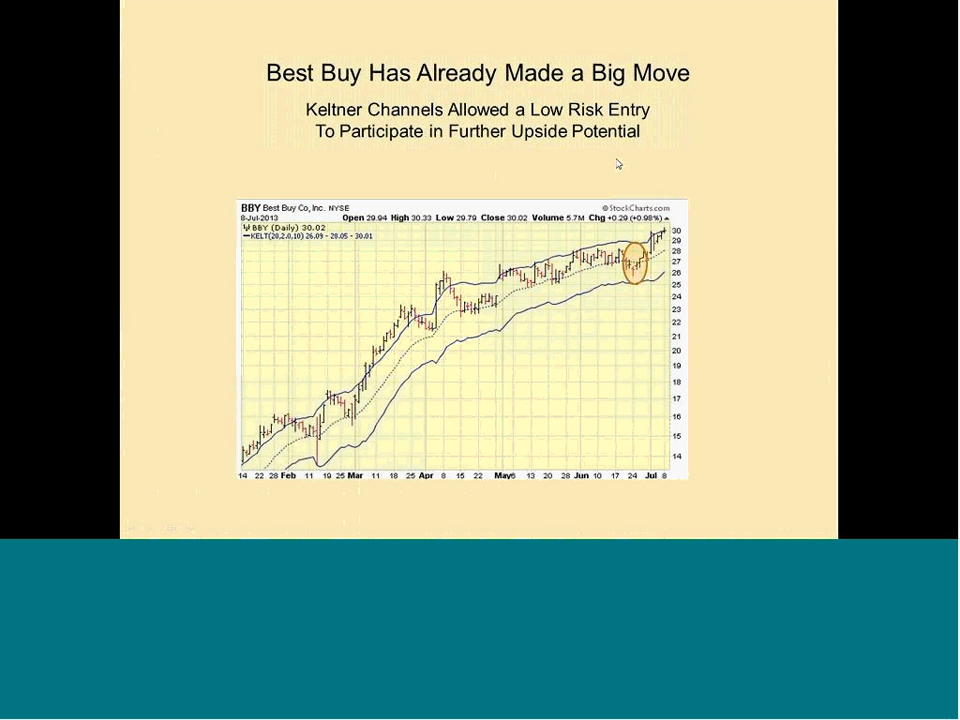 Best Buy Has Already Made a Big Move
Keltner Channels Allowed a Low Risk Entry
To Participate in Further Upside Potential
BBY Best Buy Co, Inc. NYSE
© StockCharts.com
8-Jul-2013
Open 29.94 High 30.33 Low 29.79 Close 30.02 Volume 5.7M Chg +0.29 (+0.98%)
BBY (Daily) 30.02
KELT(20,2.0,10) 26.09 - 28.05 - 30.01
30
29
28
27
26
25
24
23
22
21
20
19
18
17
16
15
14
14 22 28 Feb 11 19 25 Mar 11 18 25 Apr 8 15 22 May6 13 20 28 Jun 10 17 24 Jul 8